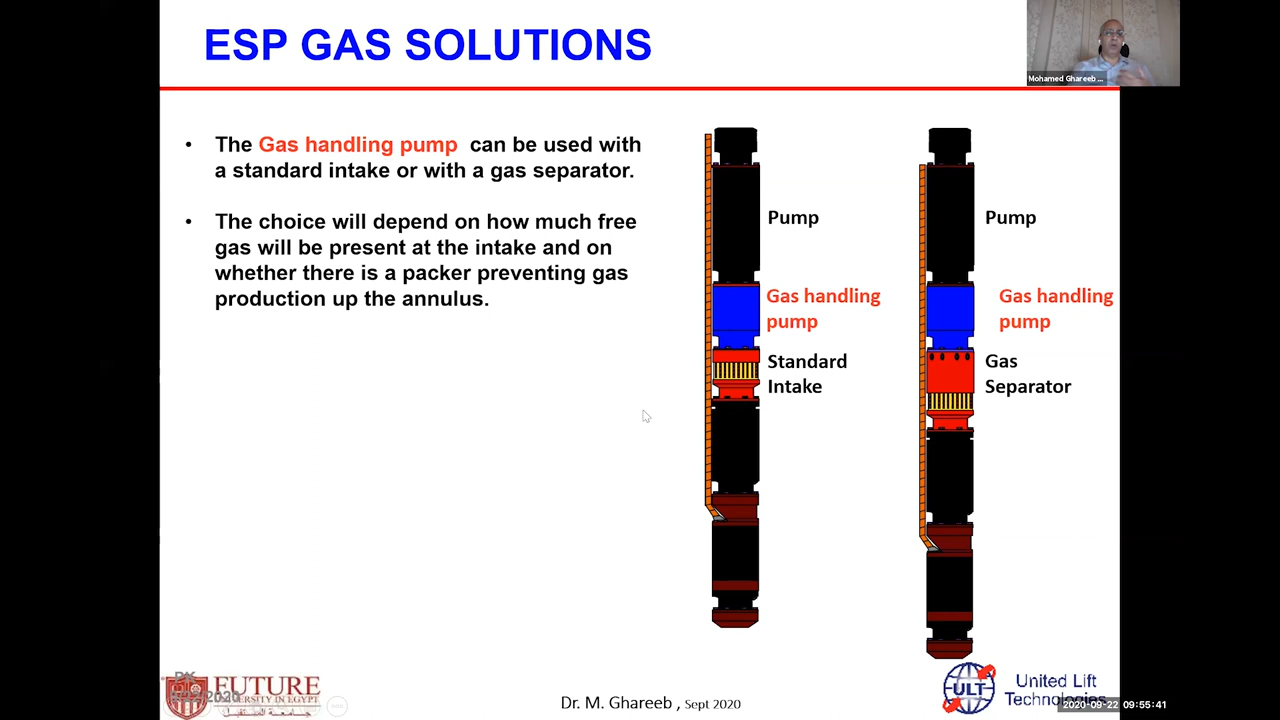 ESP GAS SOLUTIONS
Mohamed Ghareeb ...
• The Gas handling pump can be used with
a standard intake or with a gas separator.
• The choice will depend on how much free
gas will be present at the intake and on
whether there is a packer preventing gas
production up the annulus.
Pump
Gas handling
pump
Standard
Intake
Pump
Gas handling
pump
Gas
Separator
FUTURE
UNIVERSITY IN EGYPT
جامعة المستقبل
Dr. M. Ghareeb , Sept 2020
ULT
United Lift
Technologies
2020-09-22 09:55:41